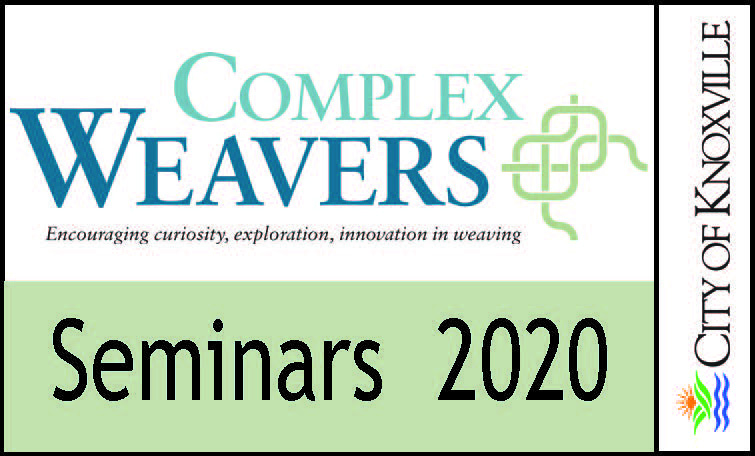 COMPLEX
WEAVERS
Encouraging curiosity, exploration, innovation in weaving
Seminars 2020
CITY OF KNOXVILLE